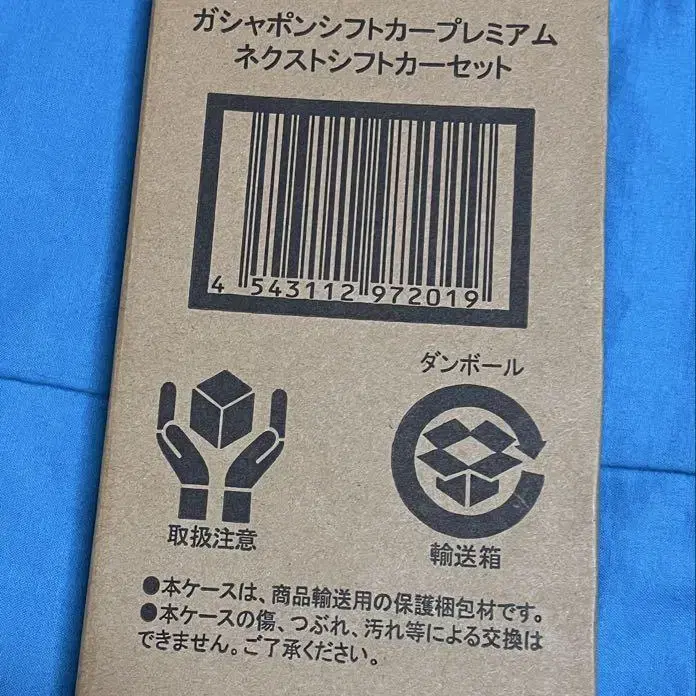 ガシャポンシフトカープレミアム
ネクストシフトカーセット
4 543112 972019
ダンボール
取扱注意
輸送箱
●本ケースは、商品輸送用の保護梱包材です。
●本ケースの傷、つぶれ、汚れ等による交換は
できません。ご了承ください。